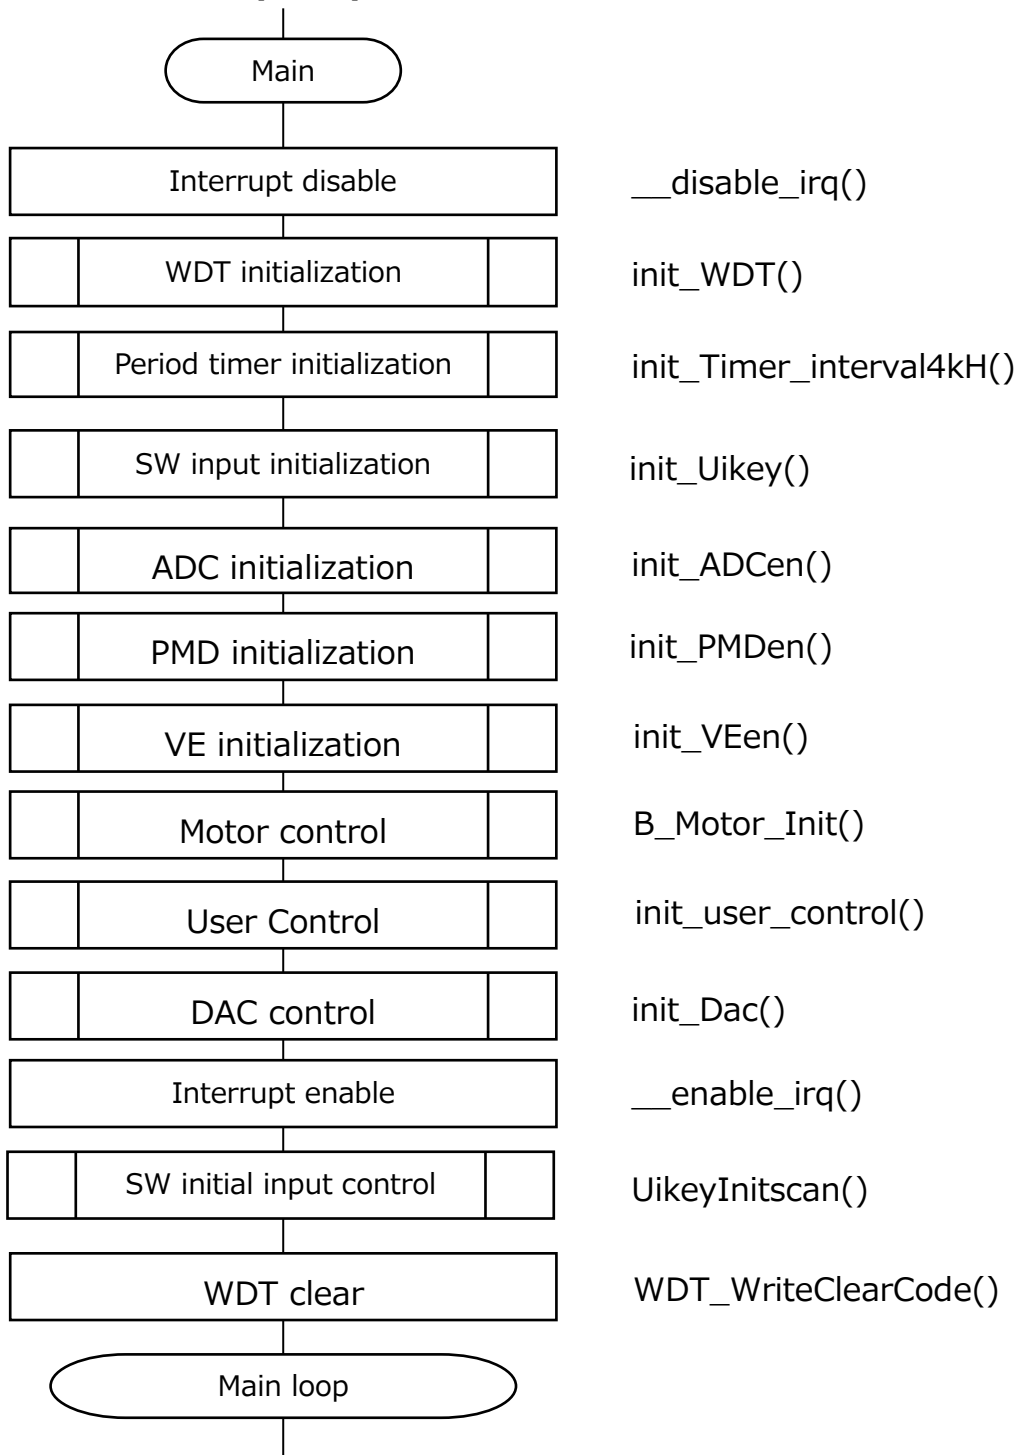 Main
Interrupt disable __disable_irq()
WDT initialization init_WDT()
Period timer initialization init_Timer_interval4kH()
SW input initialization init_Uikey()
ADC initialization init_ADCen()
PMD initialization init_PMDen()
VE initialization init_VEen()
Motor control B_Motor_Init()
User Control init_user_control()
DAC control init_Dac()
Interrupt enable __enable_irq()
SW initial input control UikeyInitscan()
WDT clear WDT_WriteClearCode()
Main loop